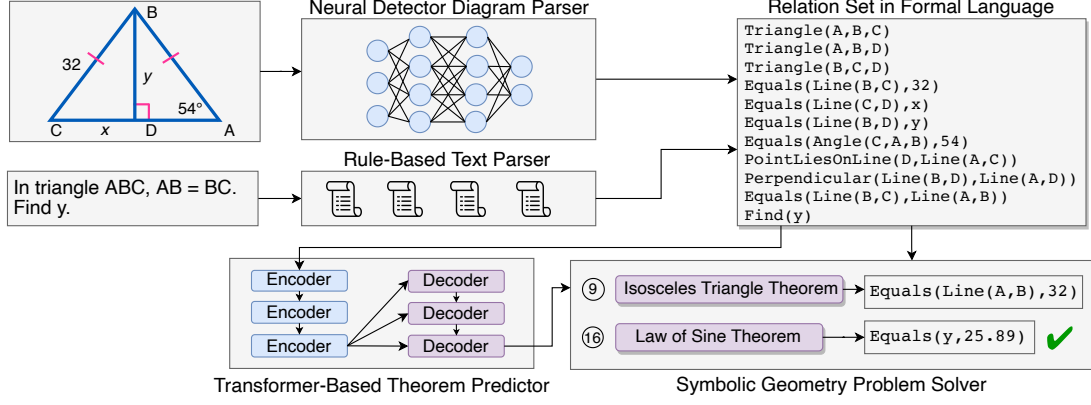 Neural Detector Diagram Parser
Relation Set in Formal Language
B
32
y
54°
C
x
D
A
Triangle(A,B,C)
Triangle(A,B,D)
Triangle(B,C,D)
Equals(Line(B,C),32)
Equals(Line(C,D),x)
Equals(Line(B,D),y)
Equals(Angle(C,A,B),54)
PointLiesOnLine(D,Line(A,C))
Perpendicular(Line(B,D),Line(A,D))
Equals(Line(B,C),Line(A,B))
Find(y)
Rule-Based Text Parser
In triangle ABC, AB = BC.
Find y.
Encoder
Encoder
Encoder
Decoder
Decoder
Decoder
Transformer-Based Theorem Predictor
9 Isosceles Triangle Theorem Equals(Line(A,B),32)
16 Law of Sine Theorem Equals(y,25.89)
Symbolic Geometry Problem Solver